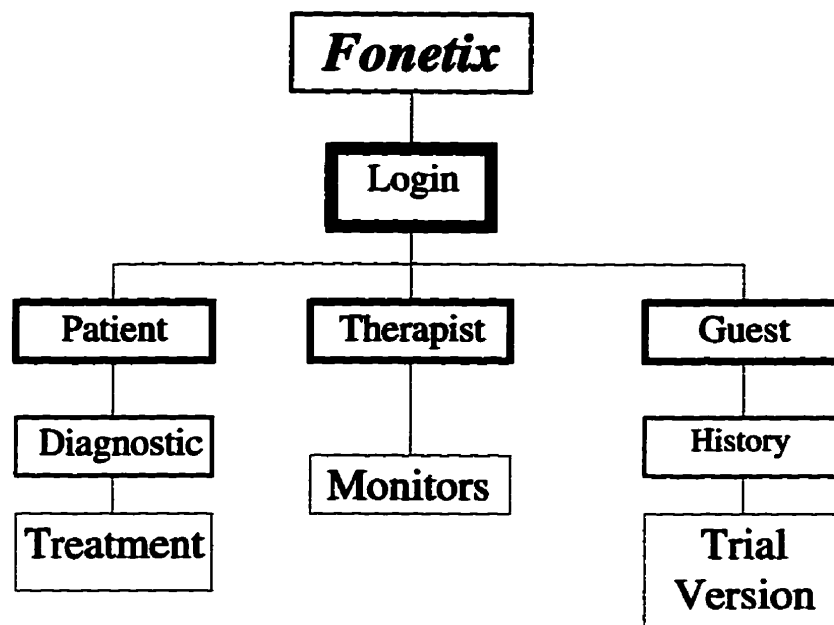 Fonetix
Login
Patient
Therapist
Guest
Diagnostic
History
Monitors
Treatment
Trial
Version